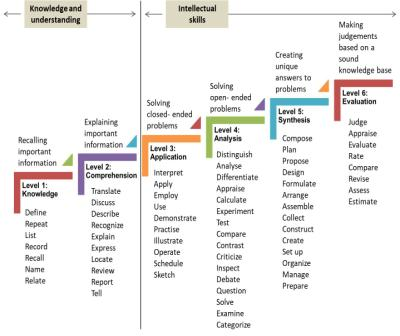 Knowledge and
understanding
Intellectual
skills
Recalling
important
information
Level 1:
Knowledge
Define
Repeat
List
Record
Recall
Name
Relate
Explaining
important
information
Level 2:
Comprehension
Translate
Discuss
Describe
Recognize
Explain
Express
Locate
Review
Report
Tell
Solving
closed- ended
problems
Level 3:
Application
Interpret
Apply
Employ
Use
Demonstrate
Practise
Illustrate
Operate
Schedule
Sketch
Solving
open- ended
problems
Level 4:
Analysis
Distinguish
Analyse
Differentiate
Appraise
Calculate
Experiment
Test
Compare
Contrast
Criticize
Inspect
Debate
Question
Solve
Examine
Categorize
Creating
unique
answers to
problems
Level 5:
Synthesis
Compose
Plan
Propose
Design
Formulate
Arrange
Assemble
Collect
Construct
Create
Set up
Organize
Manage
Prepare
Making
judgements
based on a
sound
knowledge base
Level 6:
Evaluation
Judge
Appraise
Evaluate
Rate
Compare
Revise
Assess
Estimate